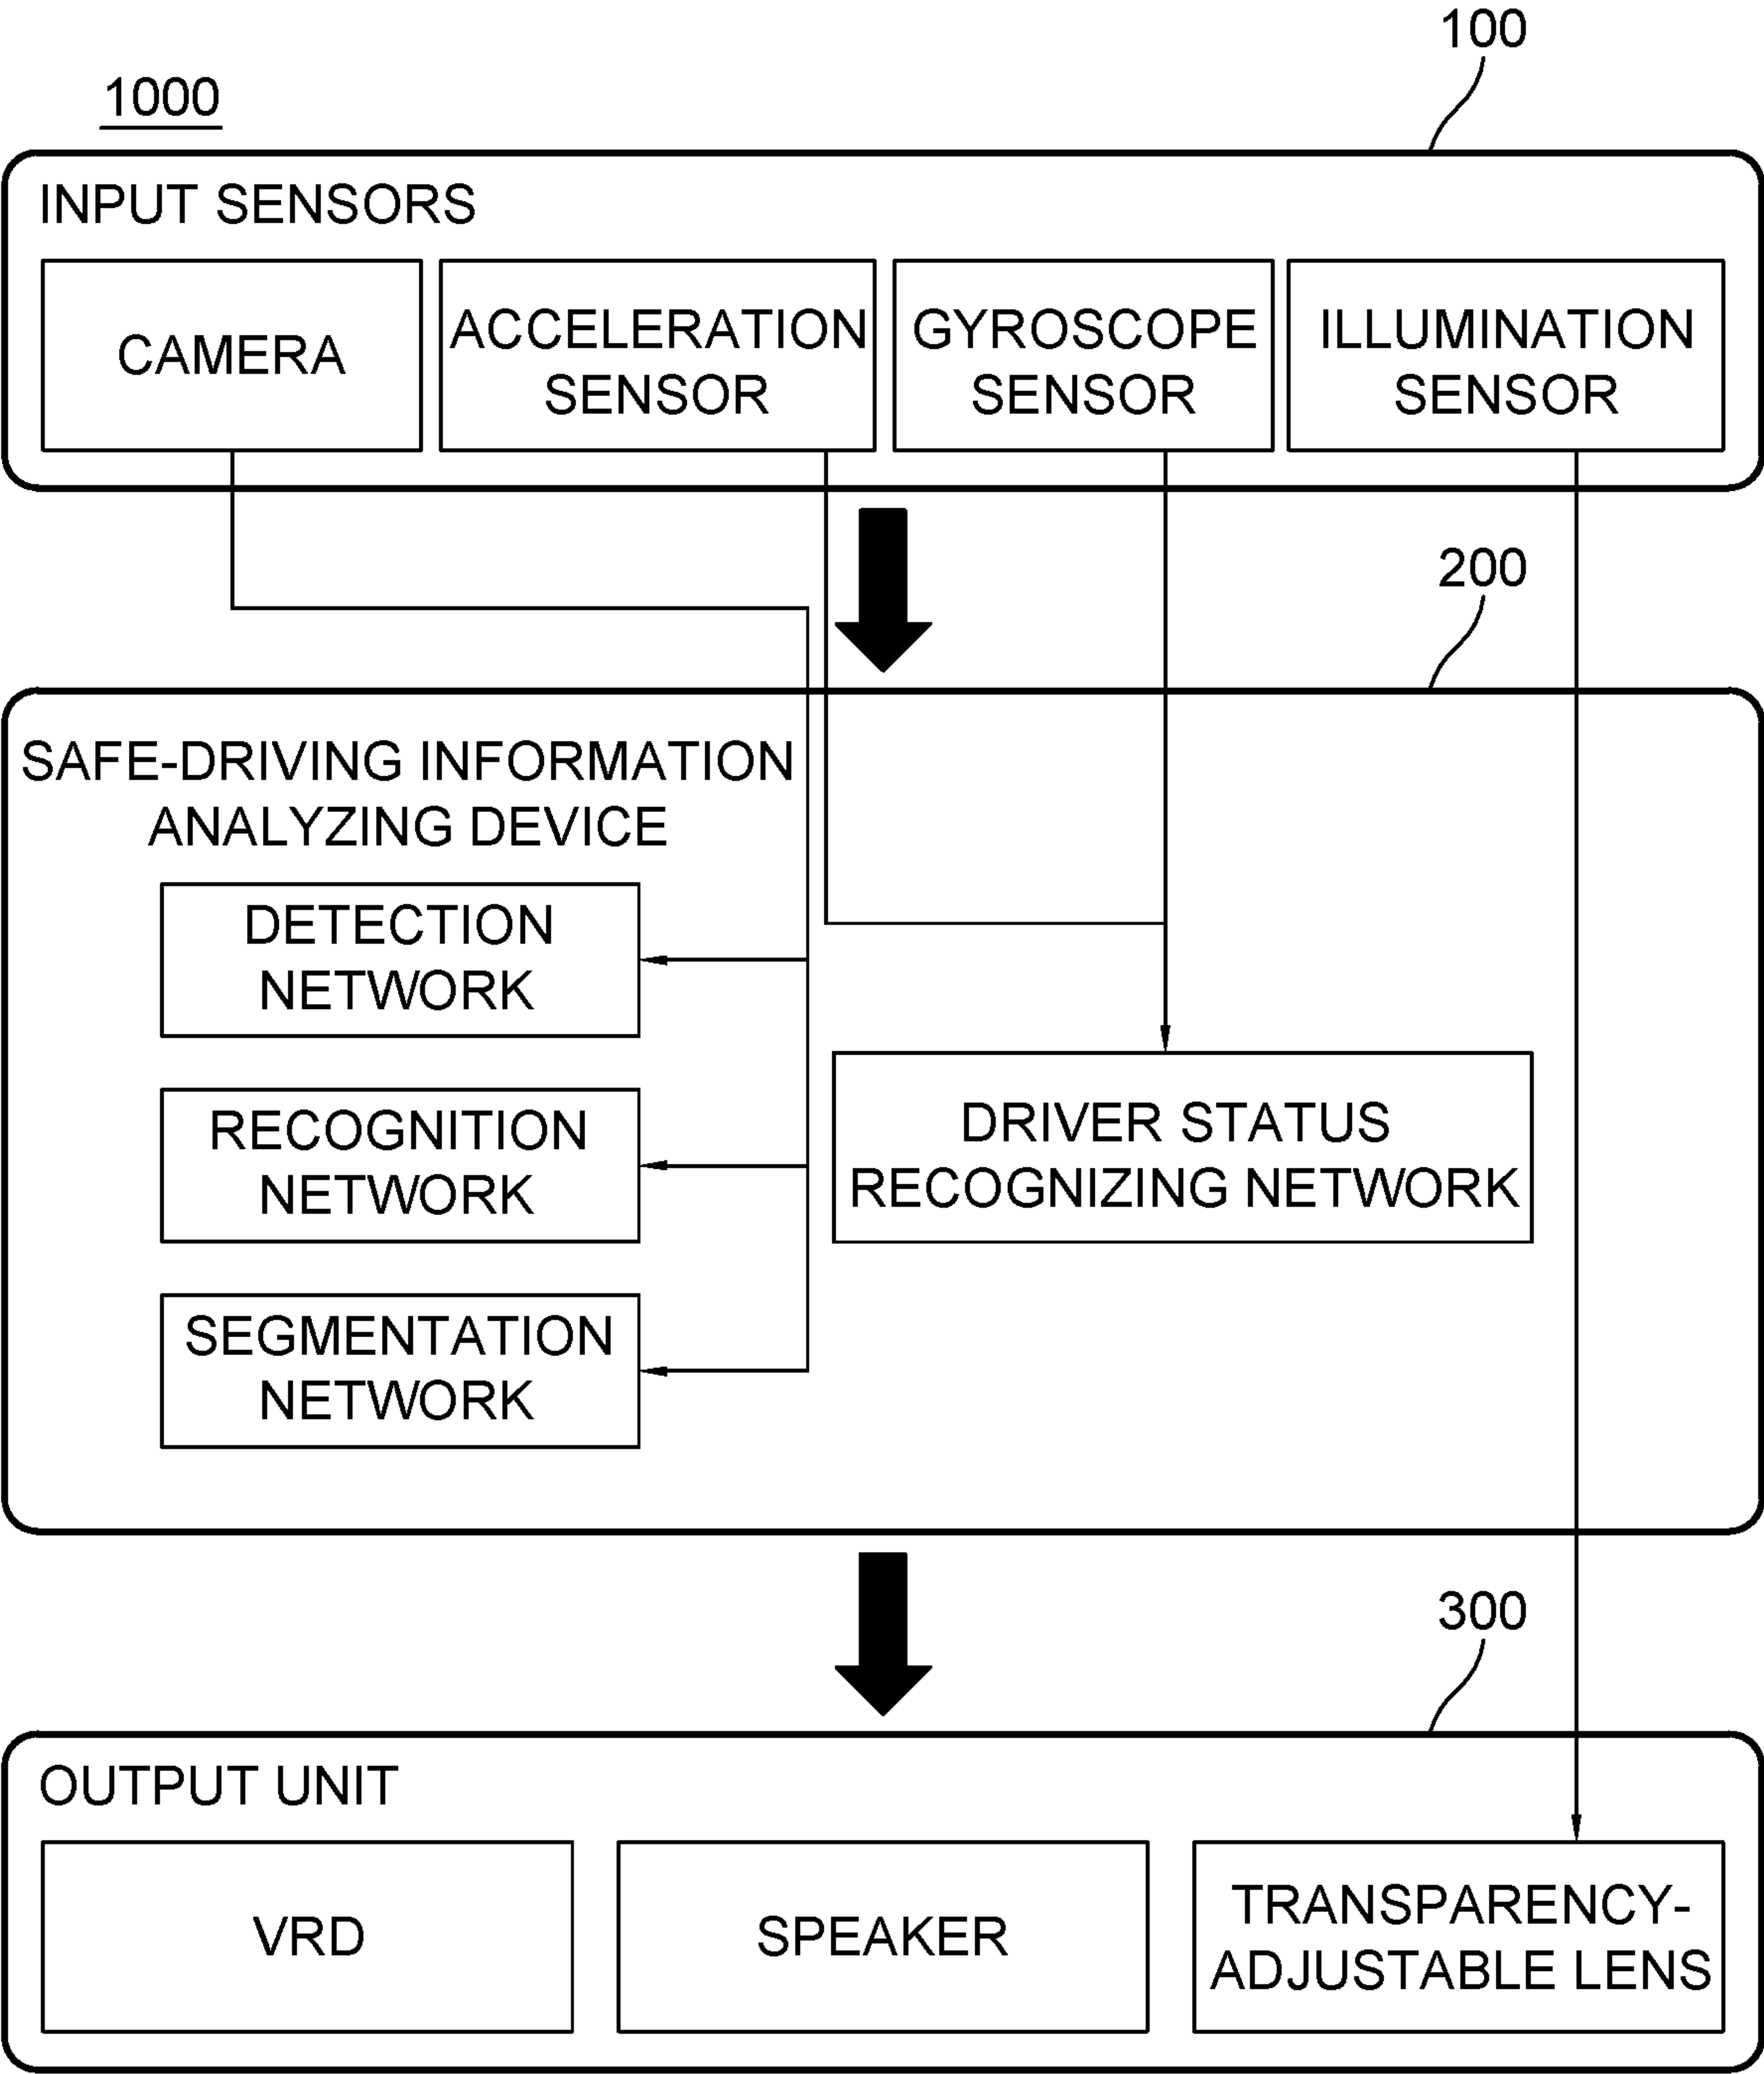 100
1000
INPUT SENSORS
CAMERA
ACCELERATION
SENSOR
GYROSCOPE
SENSOR
ILLUMINATION
SENSOR
200
SAFE-DRIVING INFORMATION
ANALYZING DEVICE
DETECTION
NETWORK
RECOGNITION
NETWORK
SEGMENTATION
NETWORK
DRIVER STATUS
RECOGNIZING NETWORK
300
OUTPUT UNIT
VRD
SPEAKER
TRANSPARENCY-
ADJUSTABLE LENS